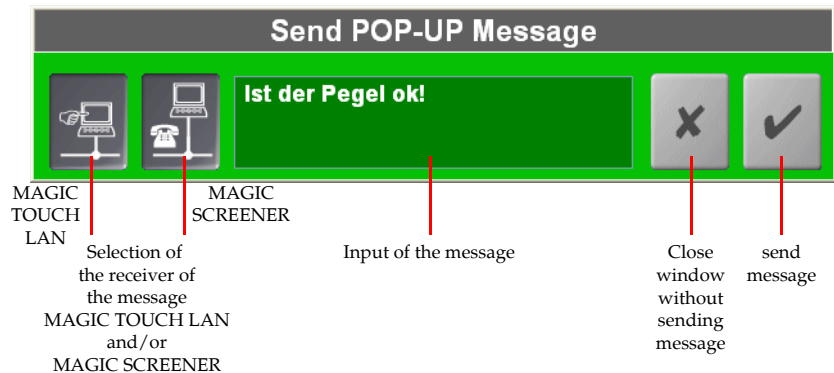 Send POP-UP Message
Ist der Pegel ok!
MAGIC
TOUCH
LAN
MAGIC
SCREENER
Selection of
the receiver of
the message
MAGIC TOUCH LAN
and/or
MAGIC SCREENER
Input of the message
Close
window
without
sending
message
send
message